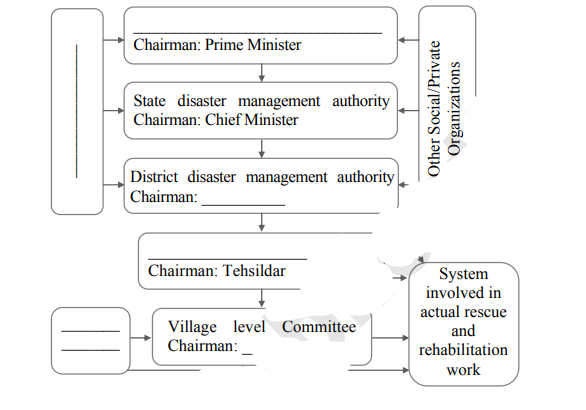 Chairman: Prime Minister
State disaster management authority
Chairman: Chief Minister
District disaster management authority
Chairman: ____________
Chairman: Tehsildar
Village level Committee
Chairman: _
Other Social/Private
Organizations
System
involved in
actual rescue
and
rehabilitation
work